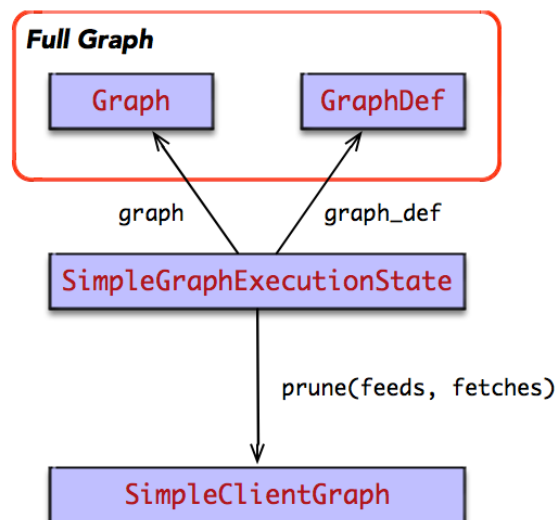 Full Graph
Graph
GraphDef
graph
graph_def
SimpleGraphExecutionState
prune(feeds, fetches)
SimpleClientGraph